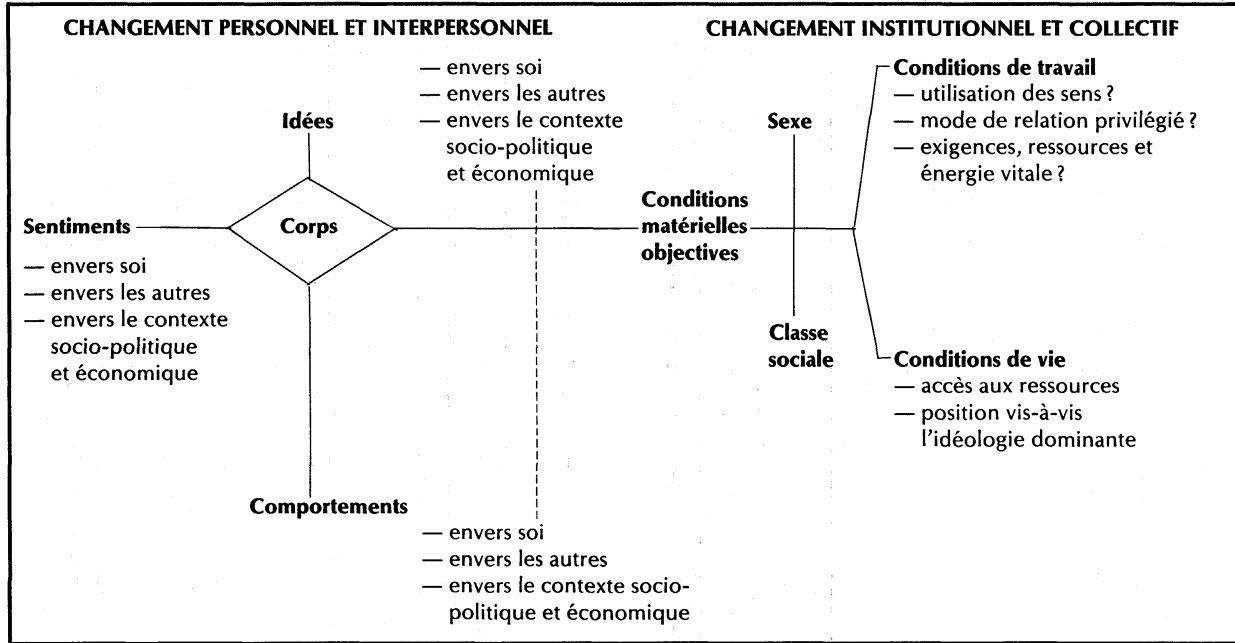 CHANGEMENT PERSONNEL ET INTERPERSONNEL
Idées
— envers soi
— envers les autres
— envers le contexte
socio-politique
et économique
Sentiments
— envers soi
— envers les autres
— envers le contexte
socio-politique
et économique
Corps
Comportements
— envers soi
— envers les autres
— envers le contexte socio-
politique et économique
CHANGEMENT INSTITUTIONNEL ET COLLECTIF
Conditions
matérielles
objectives
Sexe
Classe
sociale
Conditions de travail
— utilisation des sens ?
— mode de relation privilégié ?
— exigences, ressources et
énergie vitale ?
Conditions de vie
— accès aux ressources
— position vis-à-vis
l'idéologie dominante